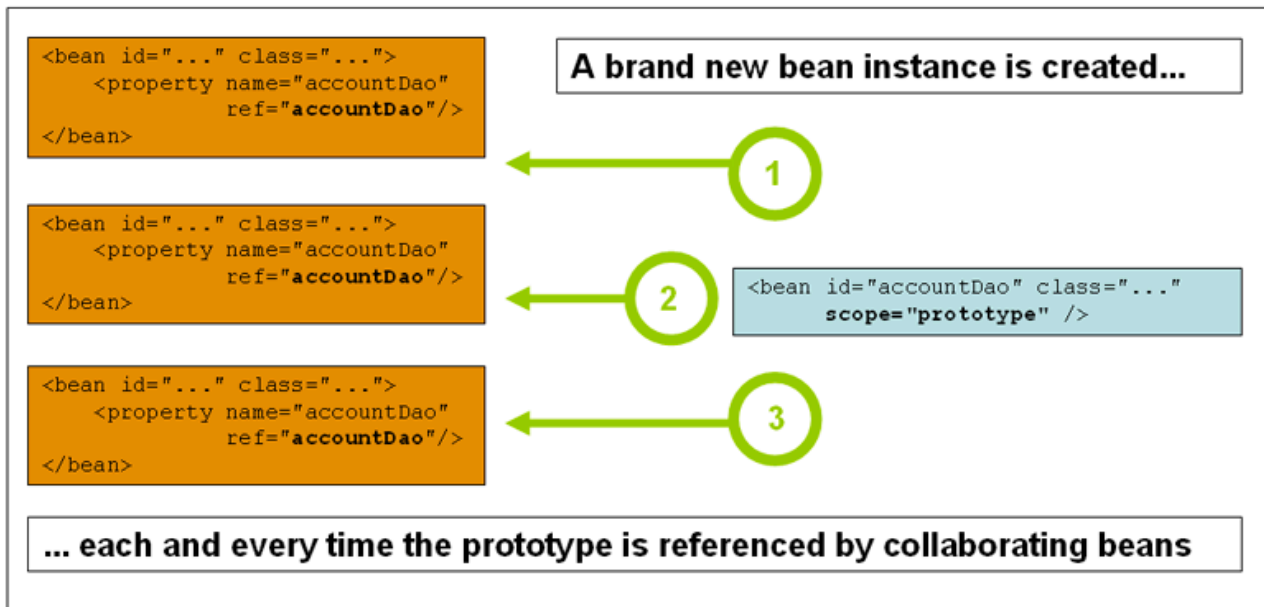 <bean id="..." class="...">
    <property name="accountDao"
              ref="accountDao"/>
</bean>
A brand new bean instance is created...
1
<bean id="..." class="...">
    <property name="accountDao"
              ref="accountDao"/>
</bean>
2
<bean id="accountDao" class="..."
      scope="prototype" />
<bean id="..." class="...">
    <property name="accountDao"
              ref="accountDao"/>
</bean>
3
... each and every time the prototype is referenced by collaborating beans